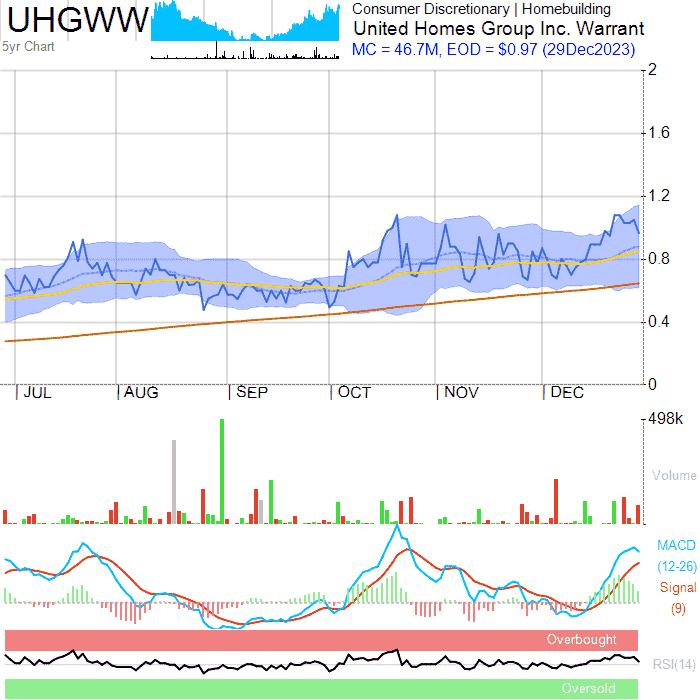 UHGWW
5yr Chart
Consumer Discretionary | Homebuilding
United Homes Group Inc. Warrant
MC = 46.7M, EOD = $0.97 (29Dec2023)
2
1.6
1.2
0.8
0.4
0
JUL AUG SEP OCT NOV DEC
498k
Volume
MACD
(12-26)
Signal
(9)
Overbought
RSI(14)
Oversold